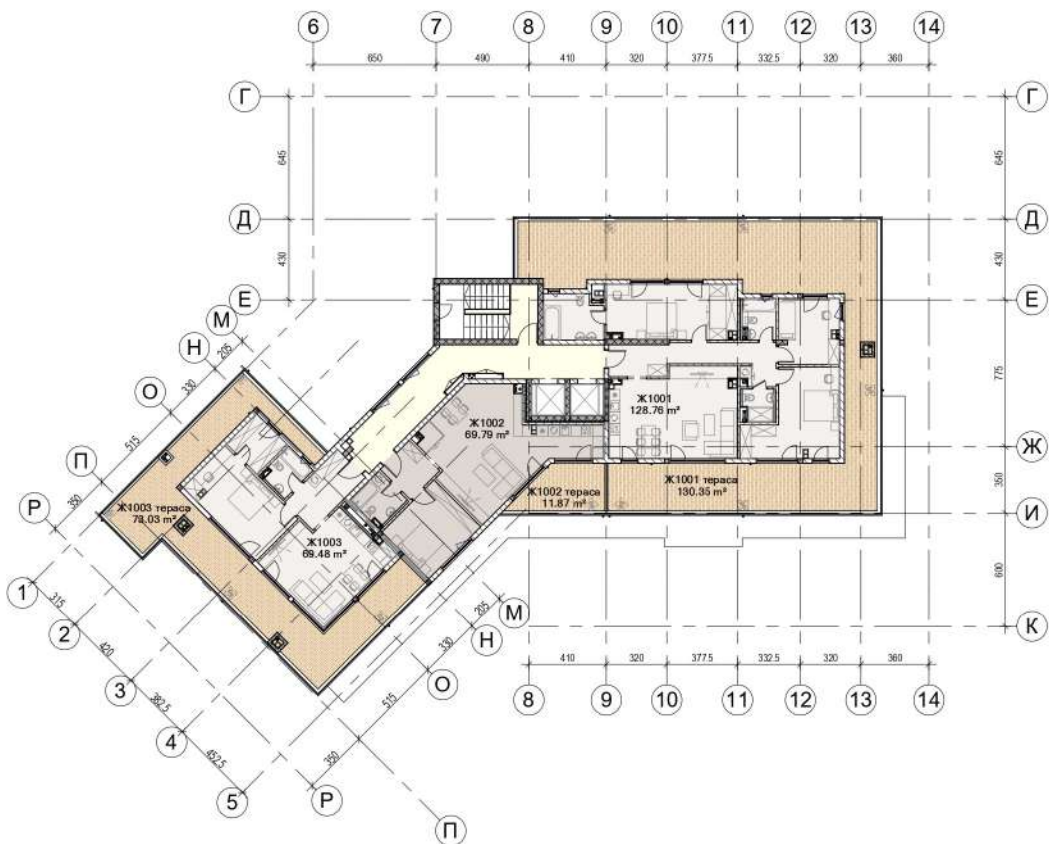 6
7
8
9
10
11
12
13
14
650
490
410
320
377.5
332.5
320
360
Г
Г
645
645
Д
Д
430
430
Е
Е
М
205
Н
330
О
515
П
350
Р
775
Ж1001
128.76 m²
Ж1002
69.79 m²
Ж
350
Ж1002 тераса
11.87 m²
Ж1001 тераса
130.35 m²
И
Ж1003 тераса
73.03 m²
Ж1003
69.48 m²
600
1
315
2
420
3
382.5
4
452.5
5
М
205
Н
330
О
515
350
Р
П
К
410
320
377.5
332.5
320
360
8
9
10
11
12
13
14